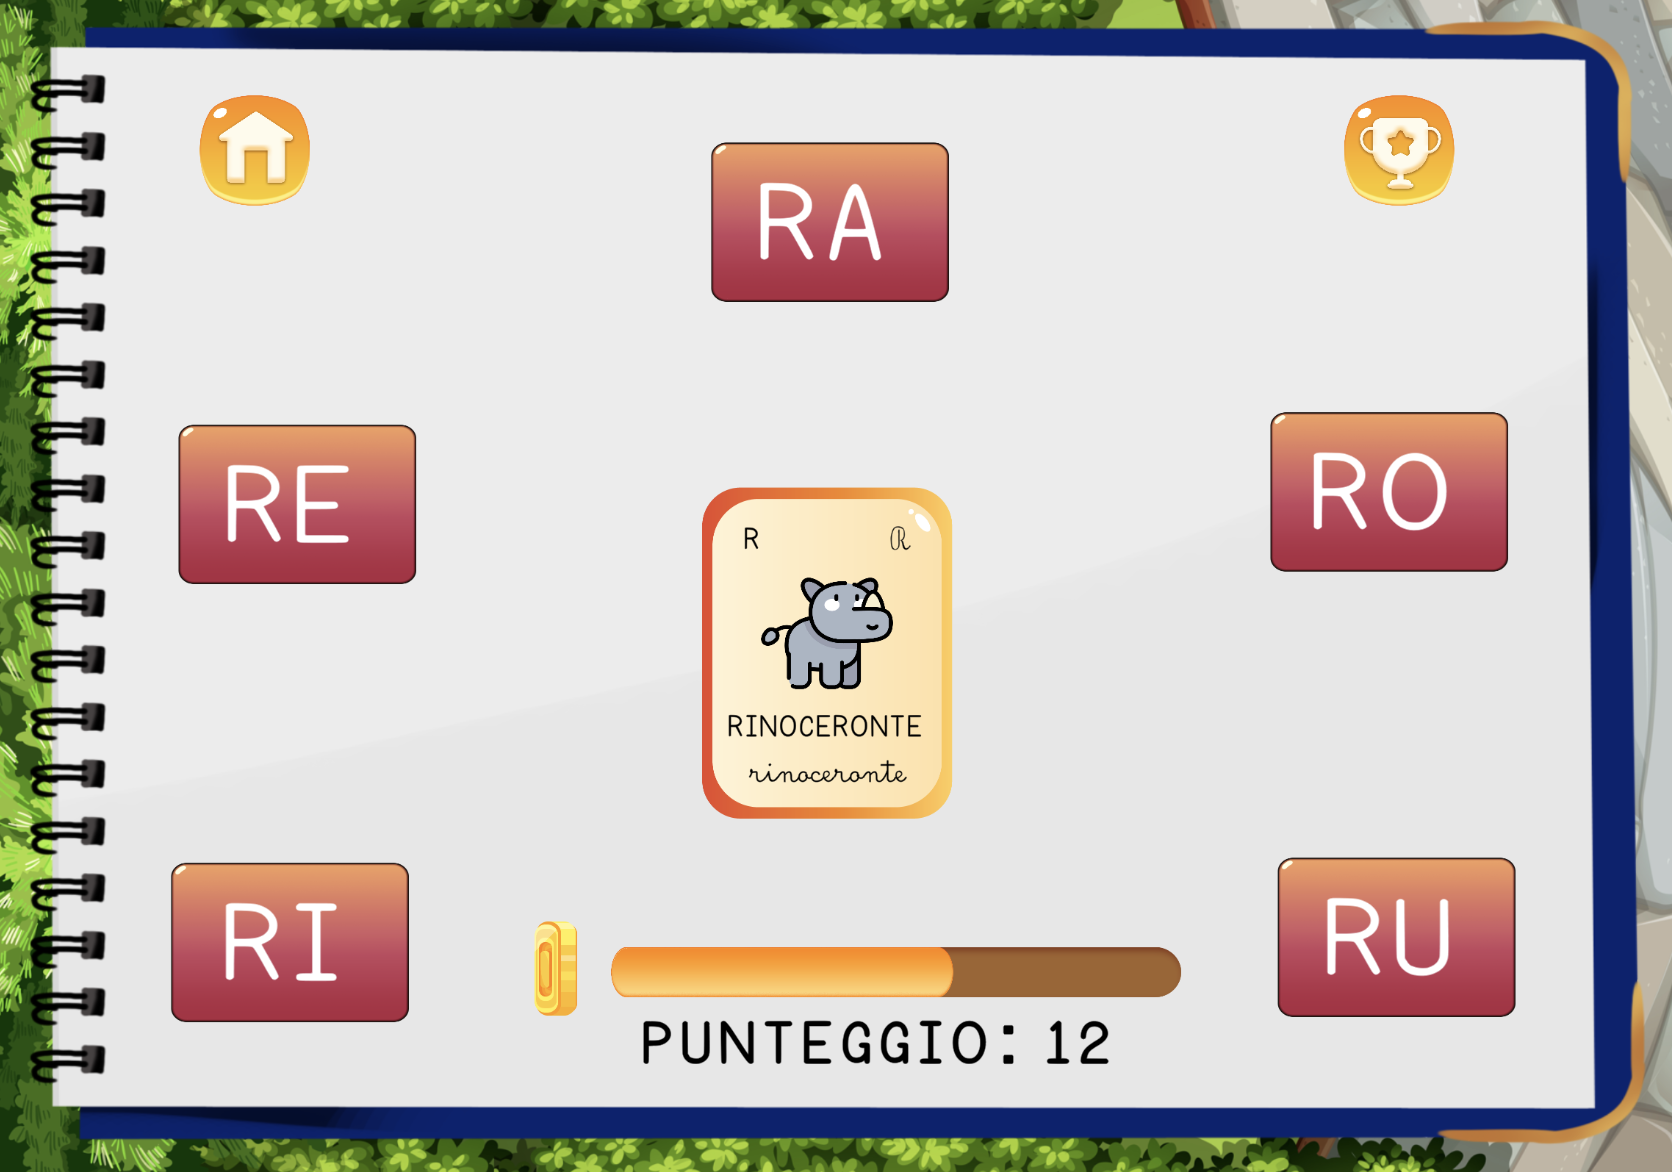 RA
RE
RO
R R
RINOCERONTE
rinoceronte
RI
RU
PUNTEGGIO: 12